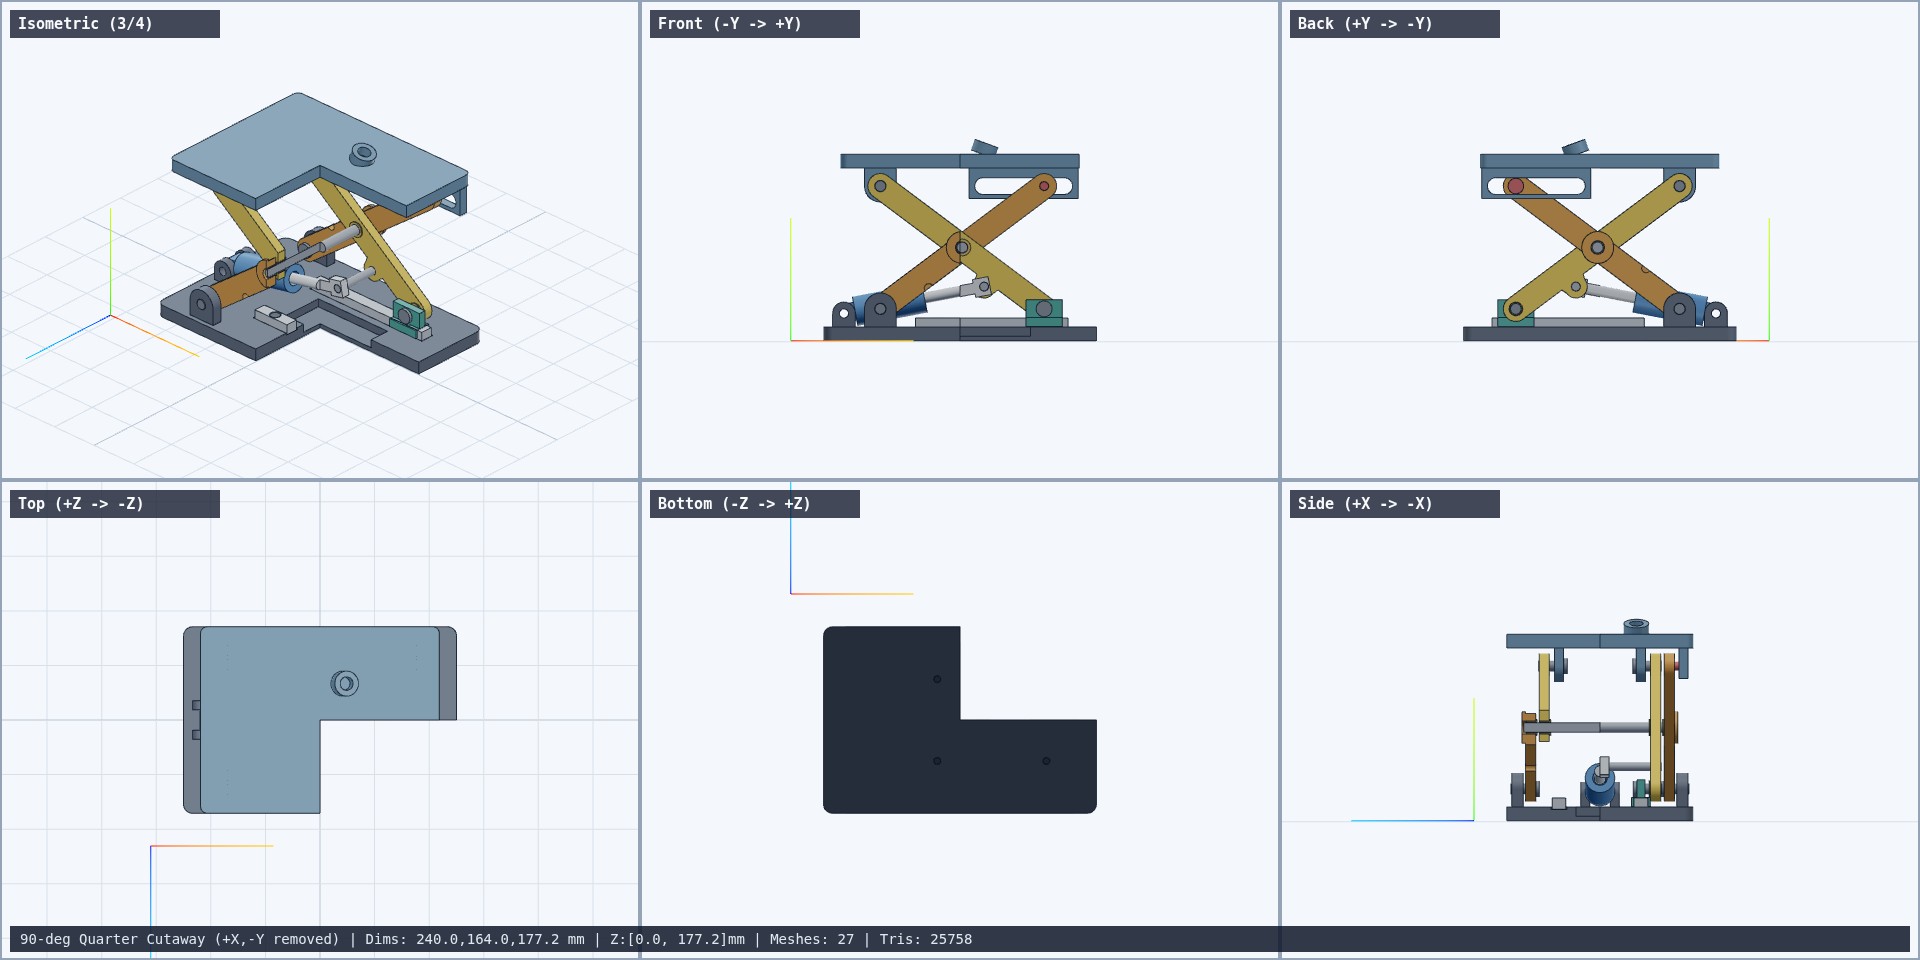 Isometric (3/4)
Front (-Y -> +Y)
Back (+Y -> -Y)
Top (+Z -> -Z)
Bottom (-Z -> +Z)
Side (+X -> -X)
90-deg Quarter Cutaway (+X,-Y removed) | Dims: 240.0,164.0,177.2 mm | Z:[0.0, 177.2]mm | Meshes: 27 | Tris: 25758